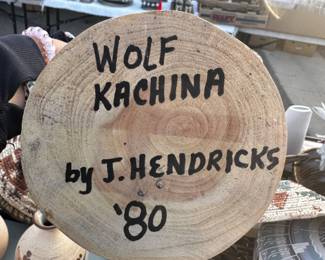 WOLF
KACHINA
by J. HENDRICKS
'80